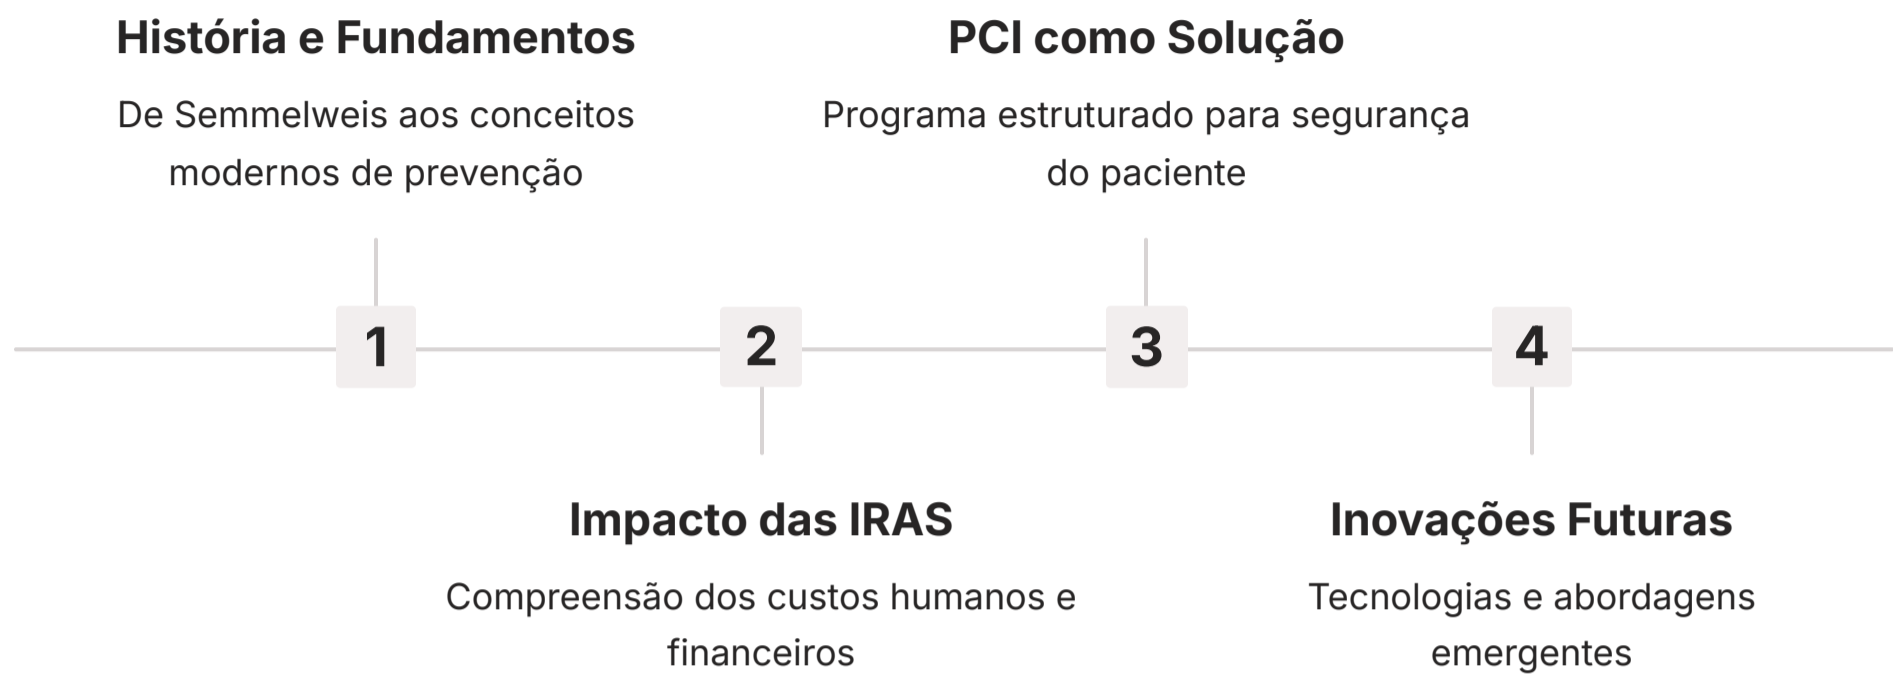 História e Fundamentos
De Semmelweis aos conceitos
modernos de prevenção
PCI como Solução
Programa estruturado para segurança
do paciente
1
2
3
4
Impacto das IRAS
Compreensão dos custos humanos e
financeiros
Inovações Futuras
Tecnologias e abordagens
emergentes